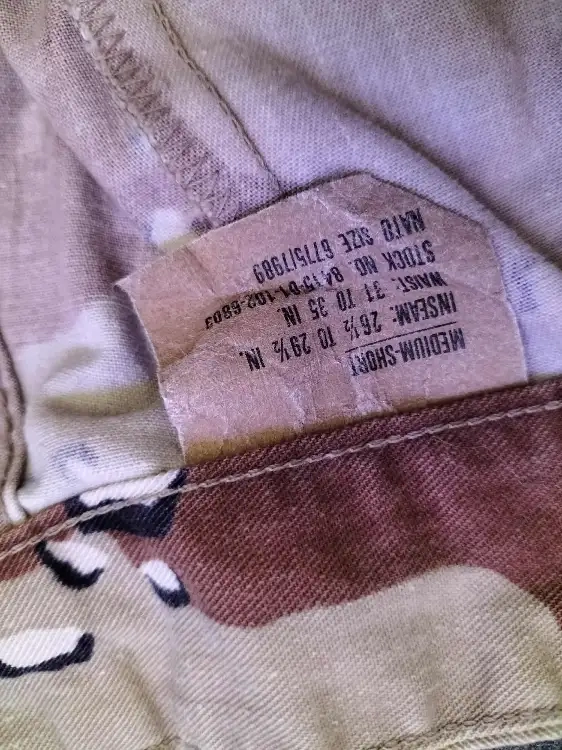 MEDIUM-SHORT
INSEAM: 26½ TO 29½ IN.
WAIST: 31 TO 35 IN.
STOCK NO. 8415-01-102-6803
NATO SIZE 6775/7989